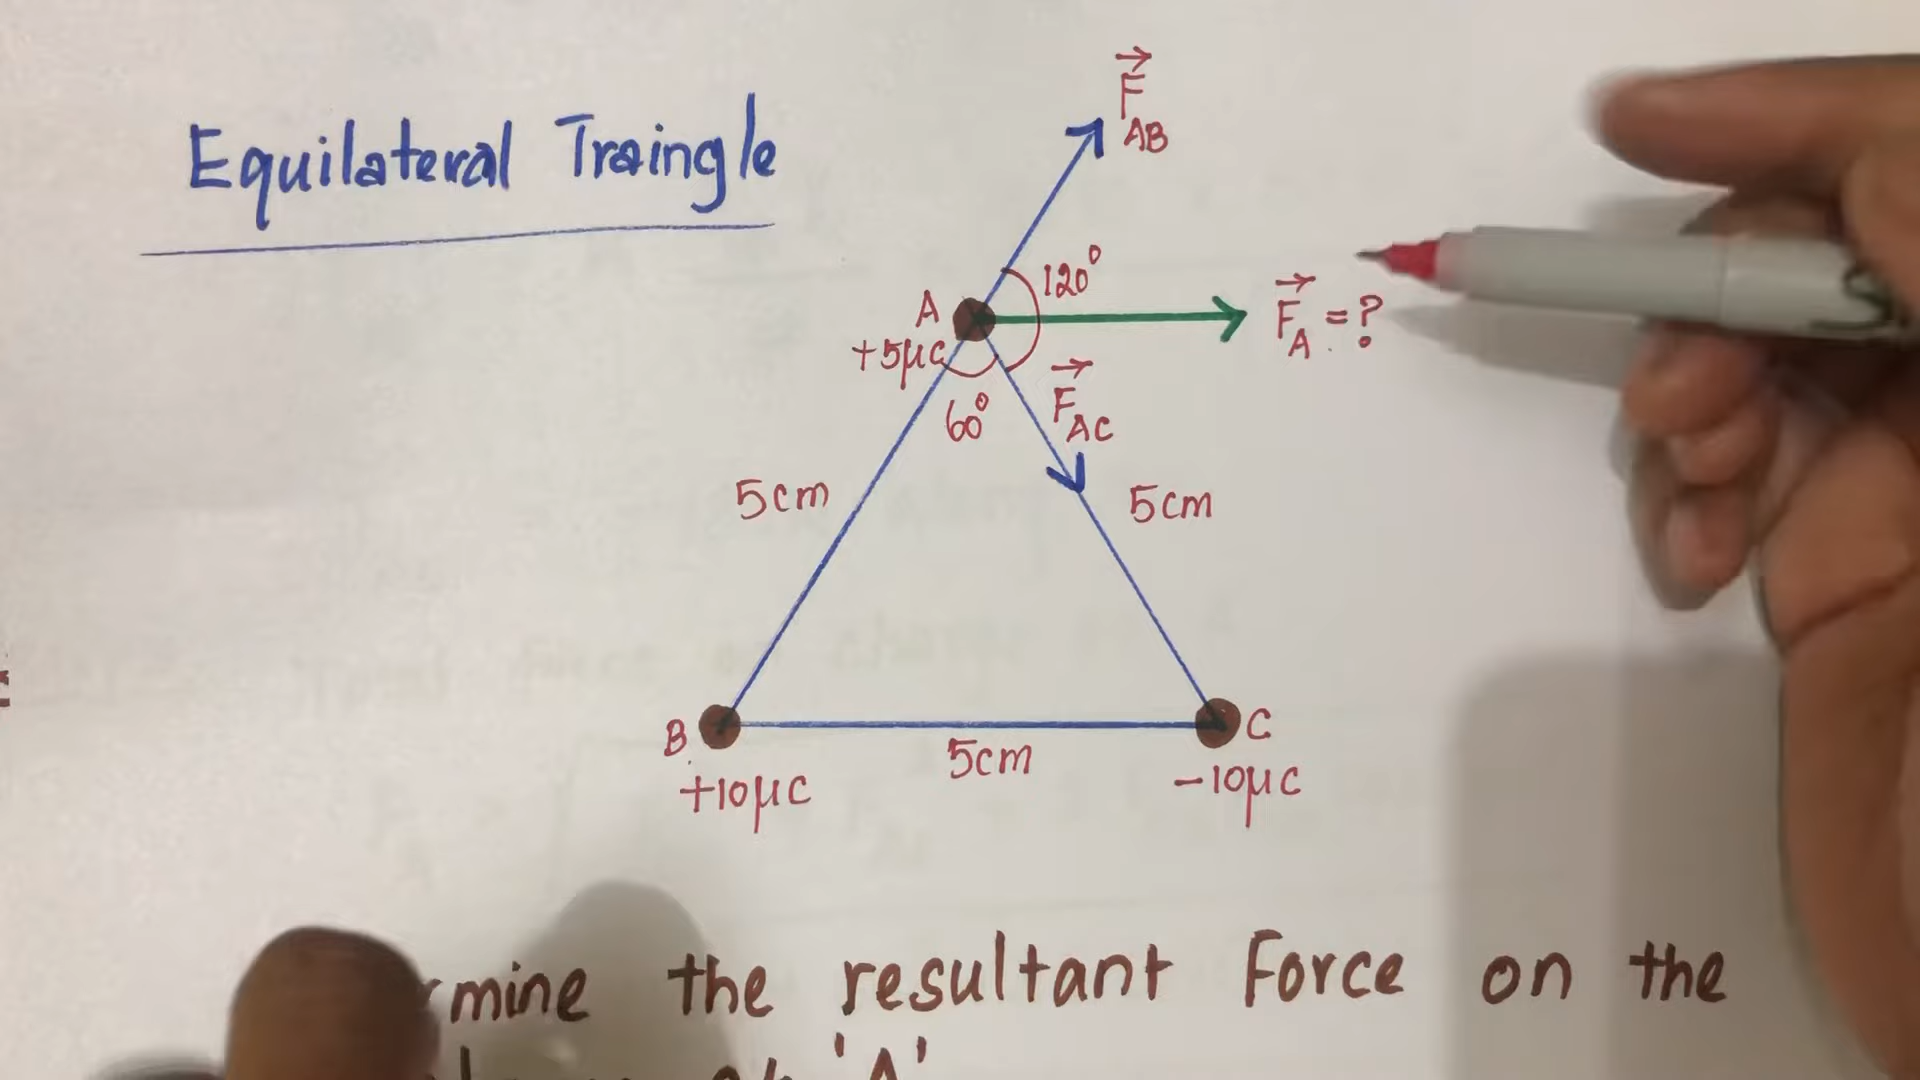 Equilateral Traingle
F
AB
120°
A
F = ?
A
+5μc
60°
F
AC
5cm
5cm
B
C
5cm
+10μc
-10μc
mine the resultant Force on the
'A'